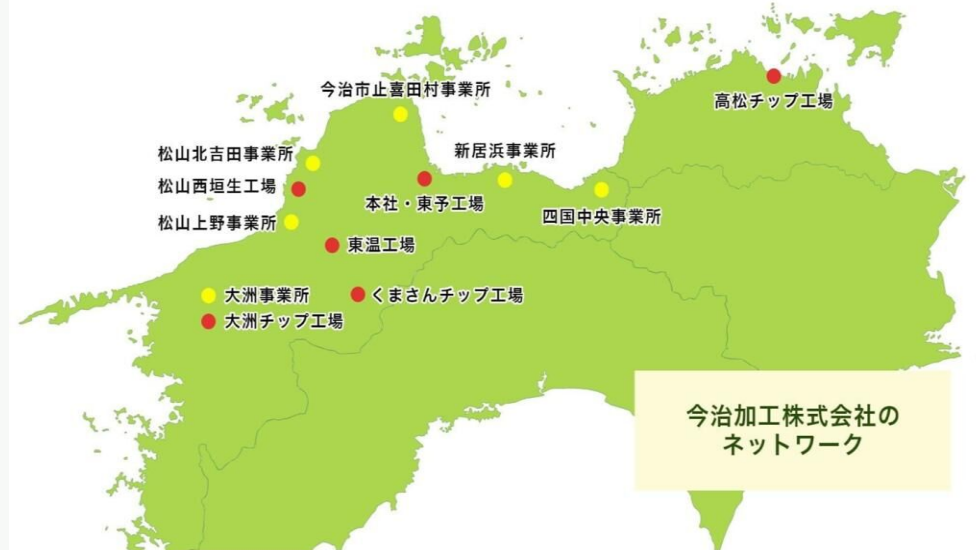 今治市止喜田村事業所
高松チップ工場
松山北吉田事業所
新居浜事業所
松山西垣生工場
本社・東予工場
四国中央事業所
松山上野事業所
東温工場
大洲事業所
くまさんチップ工場
大洲チップ工場
今治加工株式会社の
ネットワーク